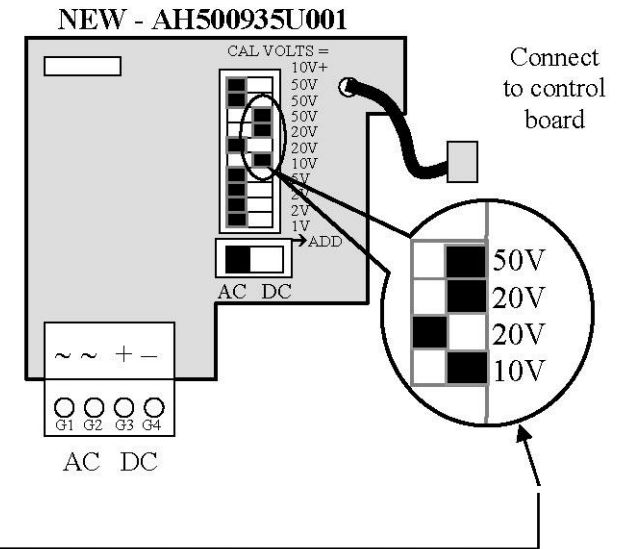 NEW - AH500935U001
CAL VOLTS =
10V+
50V
50V
50V
20V
20V
10V
5V
2V
2V
1V
→ADD
AC DC
Connect
to control
board
50V
20V
20V
10V
~ ~ + −
G1 G2 G3 G4
AC DC